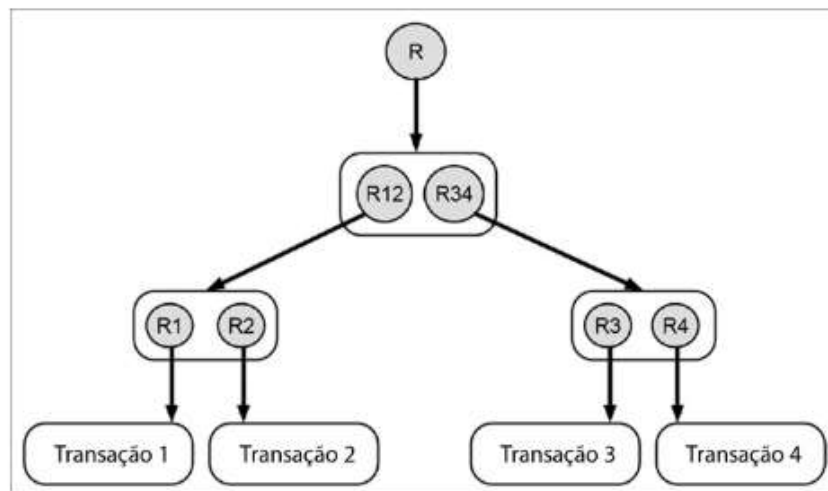 R
R12 R34
R1 R2 R3 R4
Transação 1 Transação 2 Transação 3 Transação 4